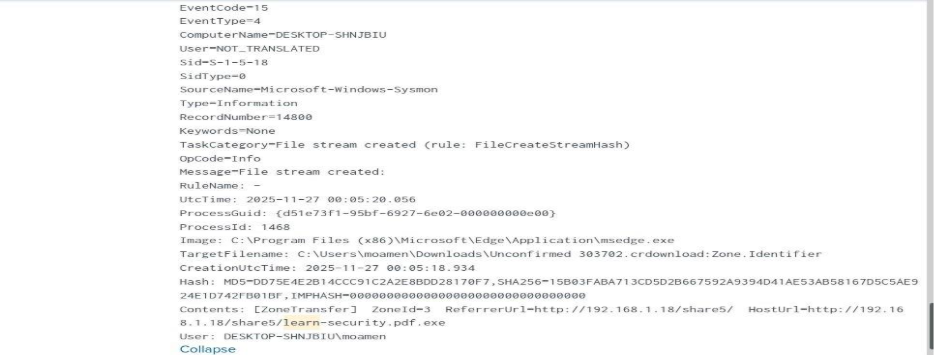 EventCode=15
EventType=4
ComputerName=DESKTOP-SHNJBIU
User=NOT_TRANSLATED
Sid=S-1-5-18
SidType=0
SourceName=Microsoft-Windows-Sysmon
Type=Information
RecordNumber=14800
Keywords=None
TaskCategory=File stream created (rule: FileCreateStreamHash)
OpCode=Info
Message=File stream created:
RuleName: -
UtcTime: 2025-11-27 00:05:20.056
ProcessGuid: {d51e73f1-95bf-6927-6e02-000000000e00}
ProcessId: 1468
Image: C:\Program Files (x86)\Microsoft\Edge\Application\msedge.exe
TargetFilename: C:\Users\moamen\Downloads\Unconfirmed 303702.crdownload:Zone.Identifier
CreationUtcTime: 2025-11-27 00:05:18.934
Hash: MD5=DD75E4E2B14CCC91C2A2E8BDD28170F7,SHA256=15B03FABA713CD5D2B667592A9394D41AE53AB58167D5C5AE9
24E1D742FB01BF,IMPHASH=00000000000000000000000000000000
Contents: [ZoneTransfer]  ZoneId=3  ReferrerUrl=http://192.168.1.18/share5/  HostUrl=http://192.16
8.1.18/share5/learn-security.pdf.exe
User: DESKTOP-SHNJBIU\moamen
Collapse